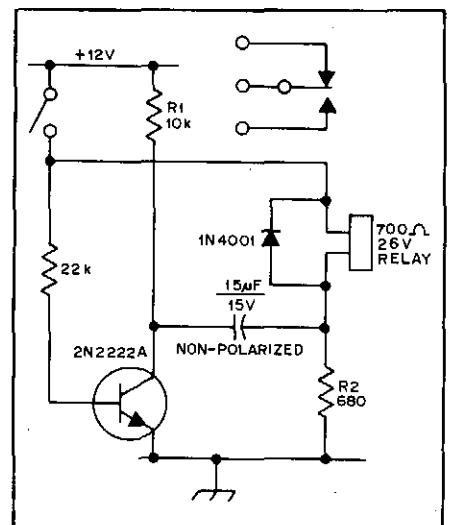 +12V
R1
10k
1N4001
700Ω
26V
RELAY
22k
15µF
15V
NON-POLARIZED
2N2222A
R2
680